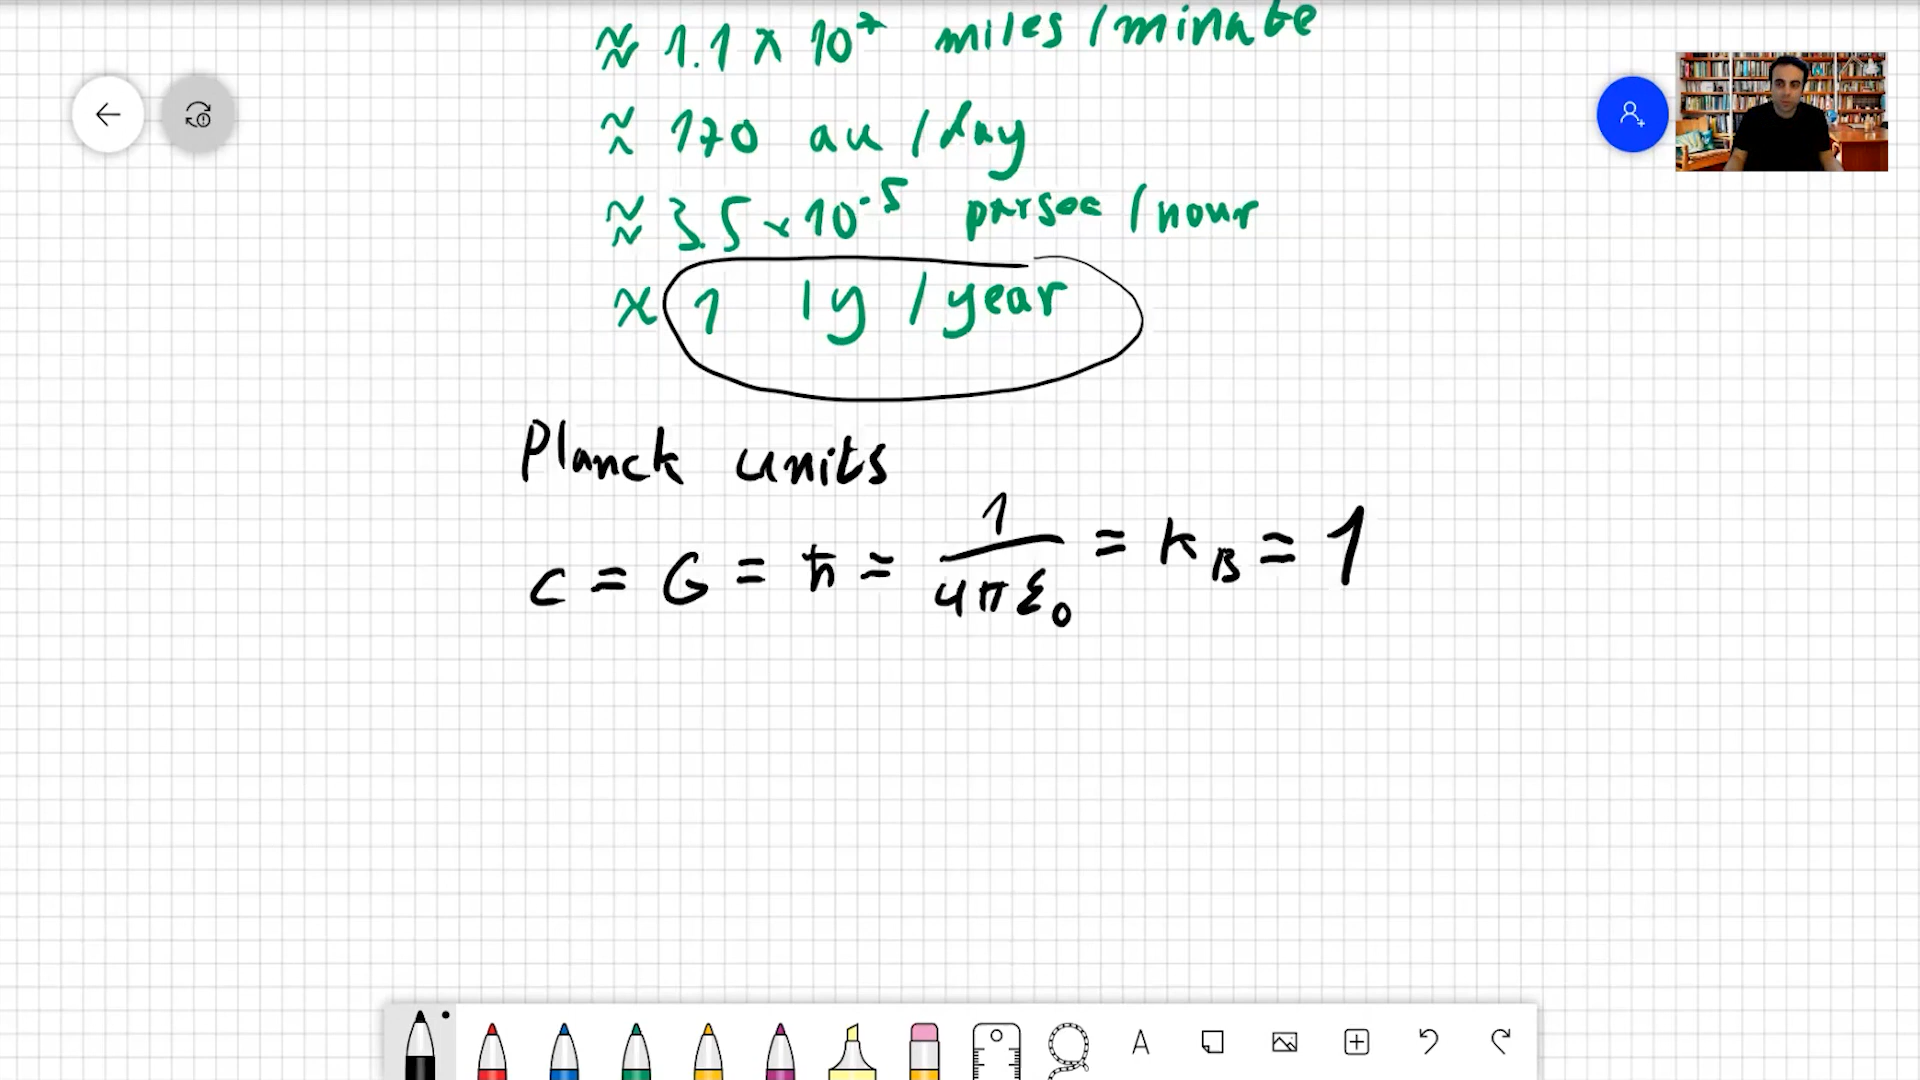 ≈ 1.1 × 10⁷ miles / minute
≈ 170 au / day
≈ 3.5 × 10⁻⁵ parsec / hour
≈ 1 ly / year
Planck units
c = G = ħ = 1/(4πε₀) = k_B = 1
A